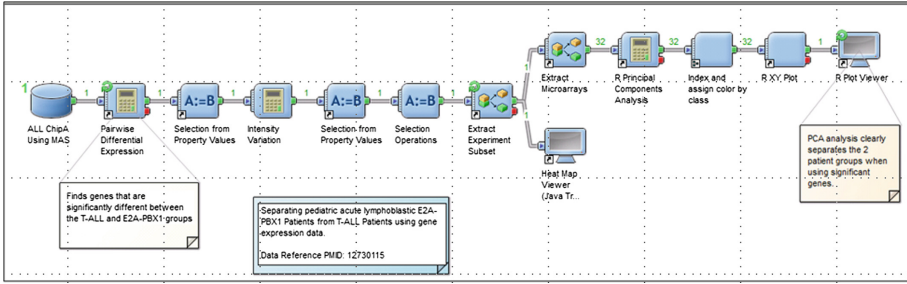 1
1
1
1
1
1
1
1
1
32
32
32
1
1
A:=B
A:=B
A:=B
ALL ChipA
Using MAS
Pairwise
Differential
Expression
Selection from
Property Values
Intensity
Variation
Selection from
Property Values
Selection
Operations
Extract
Experiment
Subset
Extract
Microarrays
R Principal
Components
Analysis
Index and
assign color by
class
R XY Plot
R Plot Viewer
Heat Map
Viewer
(Java Tr...
Finds genes that are
significantly different between
the T-ALL and E2A-PBX1 groups
Separating pediatric acute lymphoblastic E2A-
PBX1 Patients from T-ALL Patients using gene
expression data.
Data Reference PMID: 12730115
PCA analysis clearly
separates the 2
patient groups when
using significant
genes.